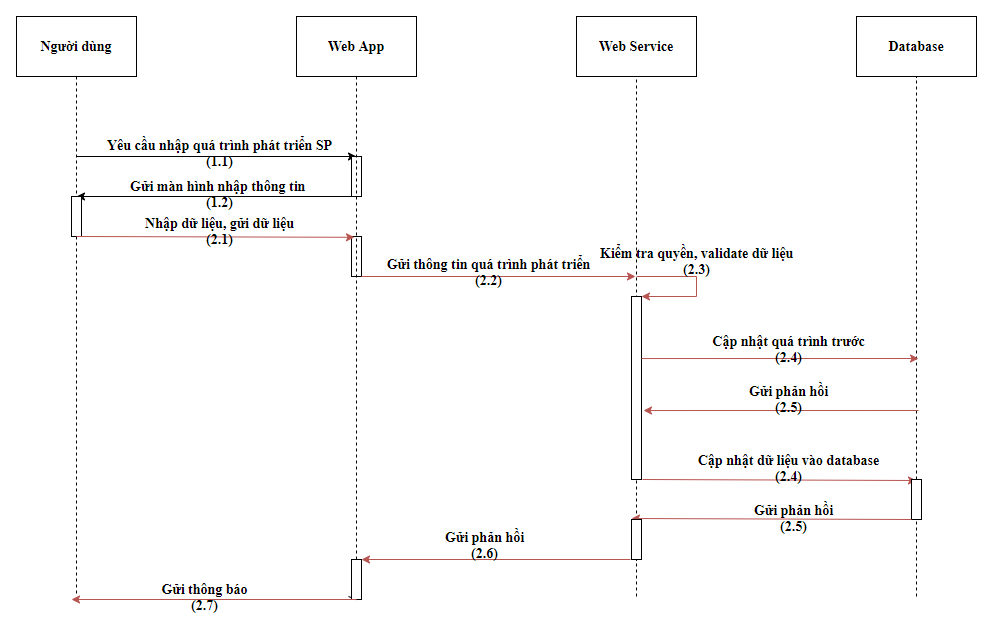 Người dùng
Web App
Web Service
Database
Yêu cầu nhập quá trình phát triển SP
(1.1)
Gửi màn hình nhập thông tin
(1.2)
Nhập dữ liệu, gửi dữ liệu
(2.1)
Gửi thông tin quá trình phát triển
(2.2)
Kiểm tra quyền, validate dữ liệu
(2.3)
Cập nhật quá trình trước
(2.4)
Gửi phản hồi
(2.5)
Cập nhật dữ liệu vào database
(2.4)
Gửi phản hồi
(2.5)
Gửi phản hồi
(2.6)
Gửi thông báo
(2.7)